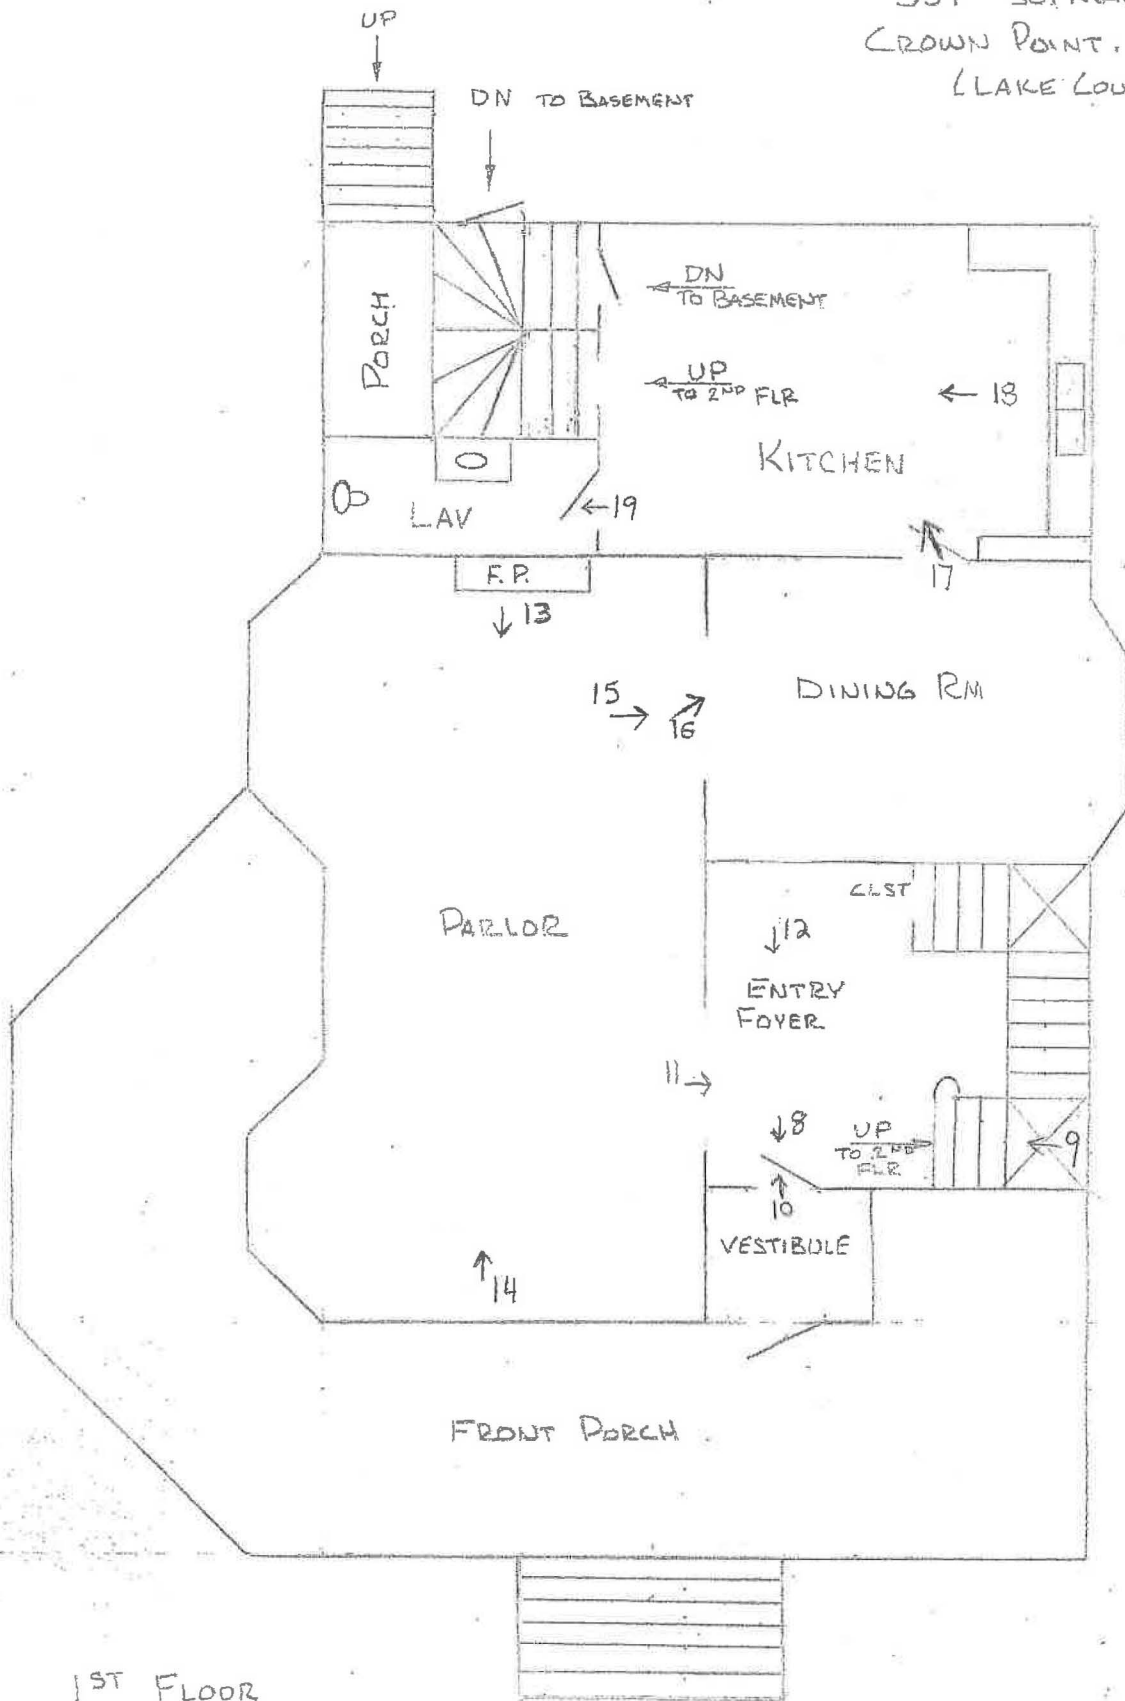 CROWN POINT.
(LAKE COU
UP
DN TO BASEMENT
DN
TO BASEMENT
PORCH
UP
TO 2ND FLR
← 18
KITCHEN
←19
LAV
17
F.P.
↓ 13
15 →
16
DINING RM
CLST
PARLOR
↓12
ENTRY
FOYER
11 →
↓8
UP
TO 2ND
FLR
←9
10
VESTIBULE
↑14
FRONT PORCH
1ST FLOOR